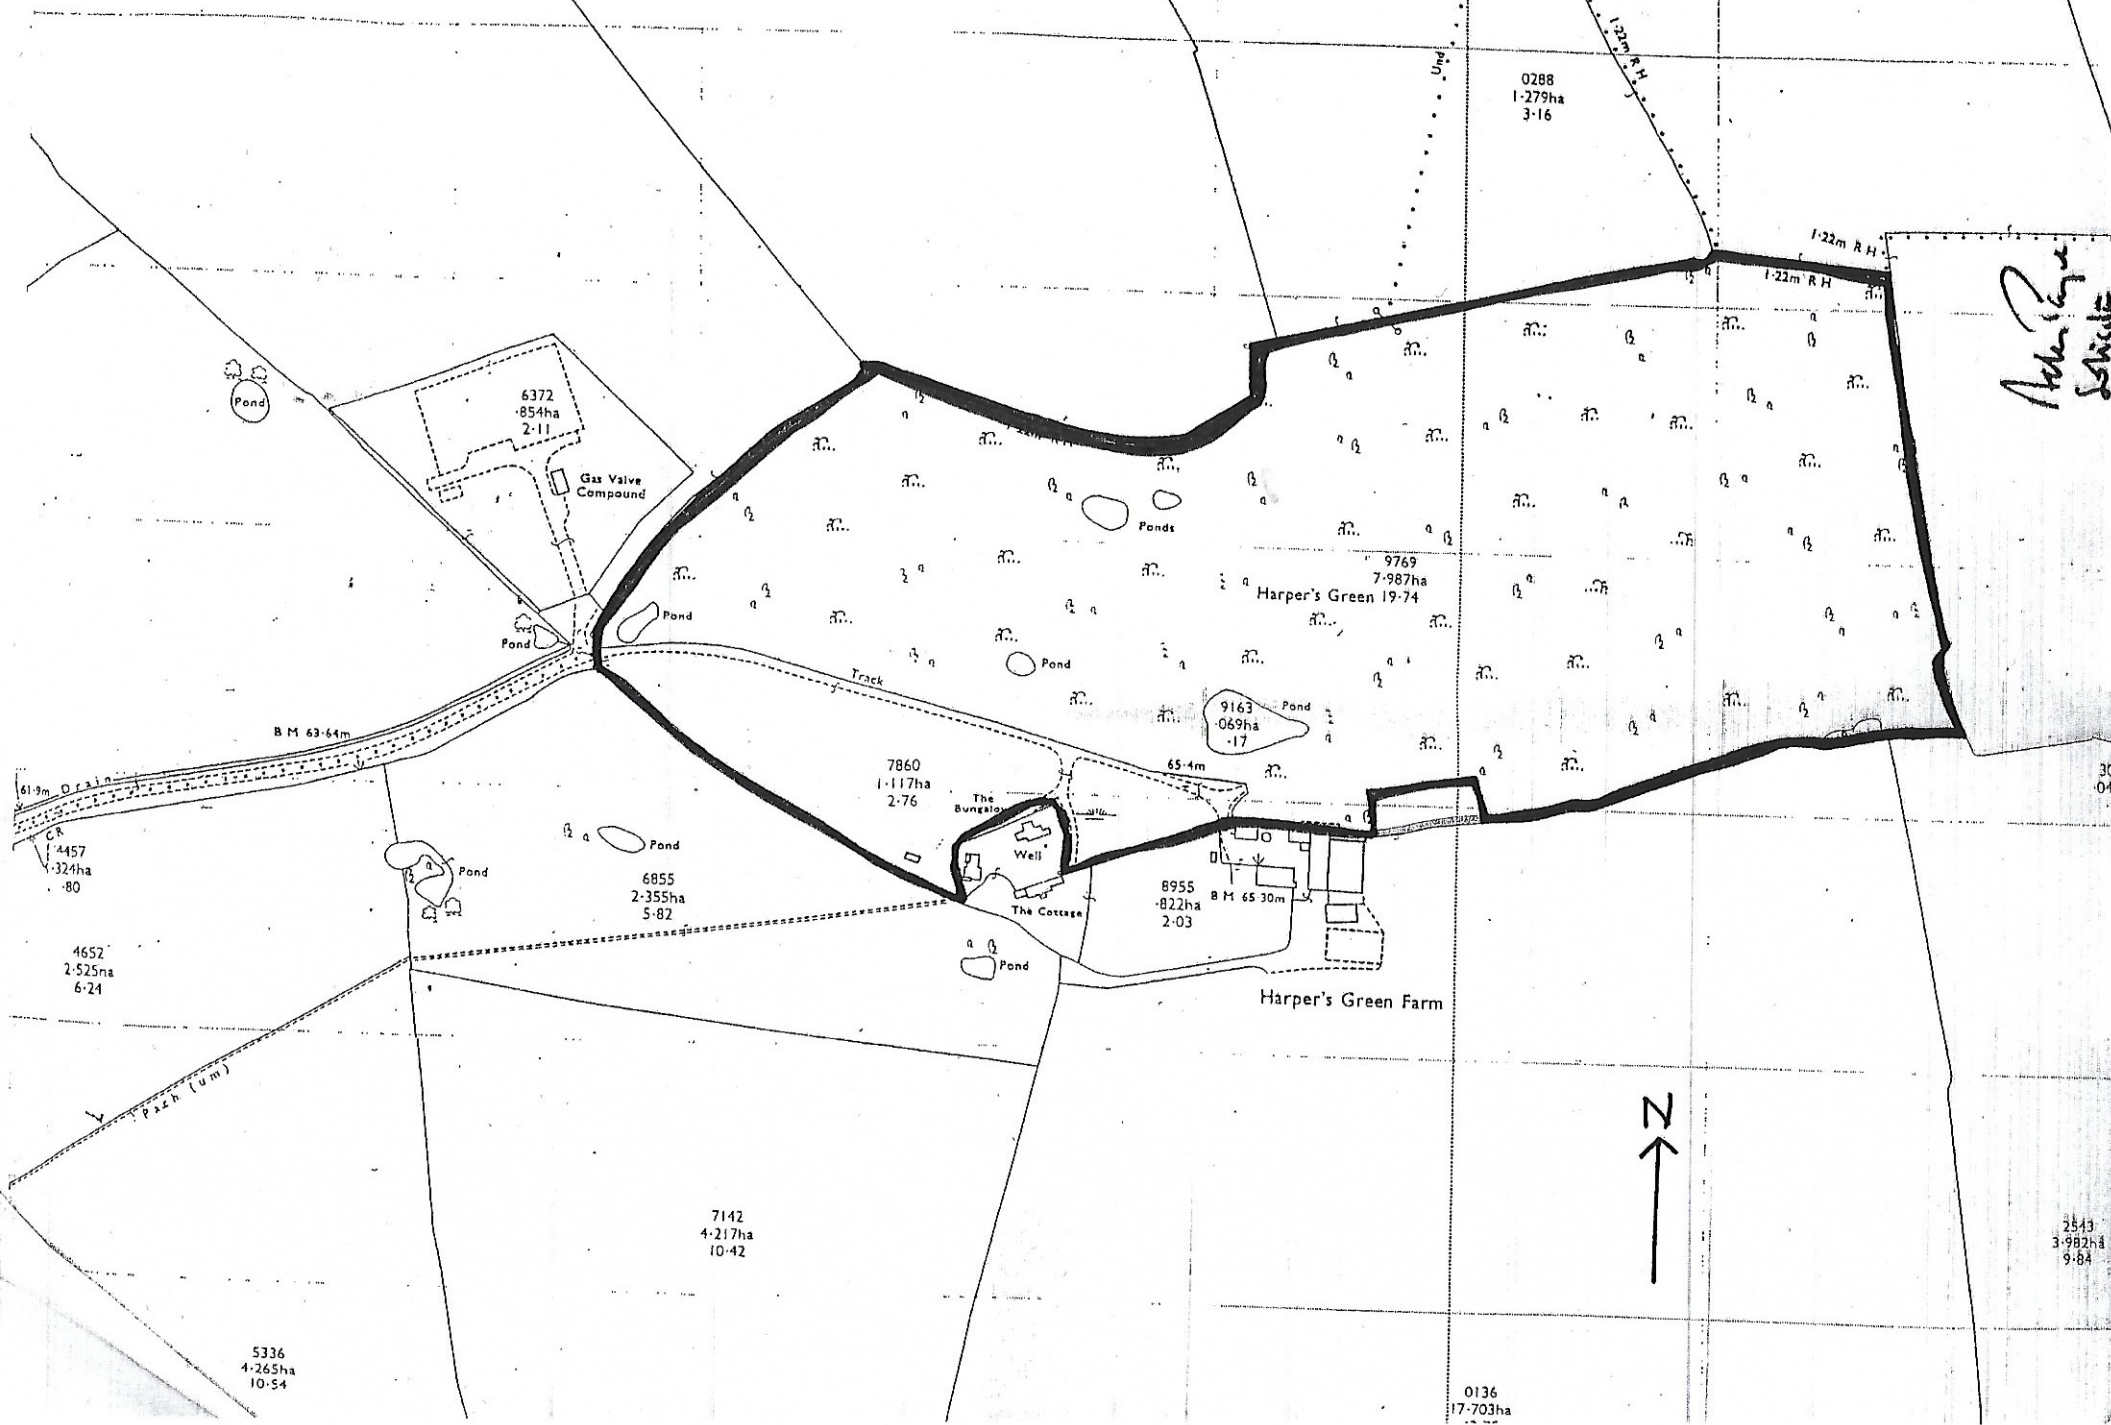 Und
1·22m R H
0288
1·279ha
3·16
1·22m R H
1·22m R H
Pond
6372
·854ha
2·11
Gas Valve
Compound
Ponds
9769
7·987ha
Harper's Green 19·74
Pond
Pond
Pond
Track
9163
·069ha
·17
Pond
B M 63·64m
Drain
61·9m
CR
4457
·324ha
·80
7860
1·117ha
2·76
65·4m
The
Bungalow
Well
The Cottage
Pond
Pond
6855
2·355ha
5·82
8955
·822ha
2·03
B M 65·30m
Pond
4652
2·525ha
6·24
Harper's Green Farm
Path (um)
N
7142
4·217ha
10·42
2543
3·982ha
9·84
5336
4·265ha
10·54
0136
17·703ha